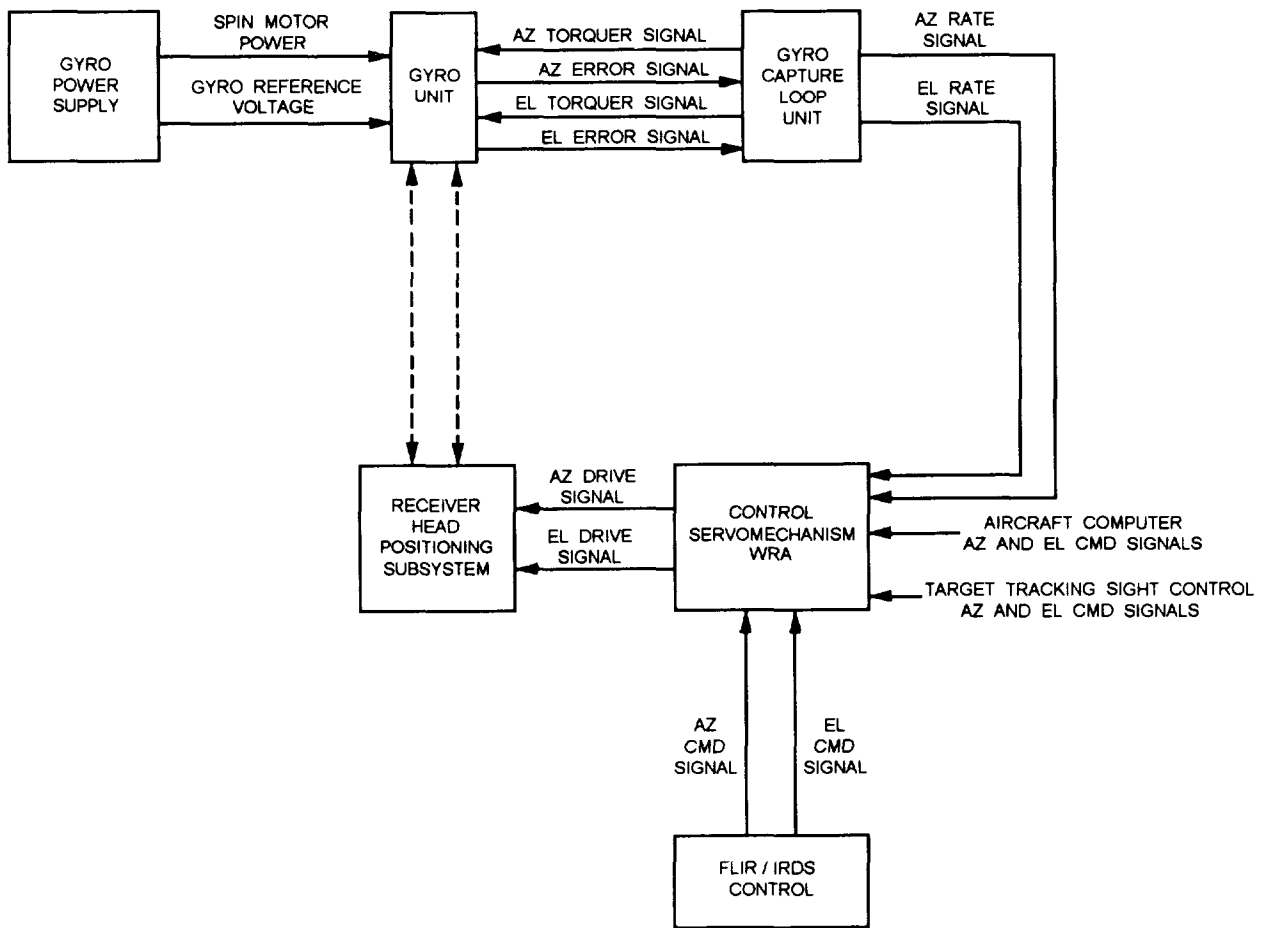 SPIN MOTOR
POWER
GYRO
POWER
SUPPLY
GYRO REFERENCE
VOLTAGE
GYRO
UNIT
AZ TORQUER SIGNAL
AZ ERROR SIGNAL
EL TORQUER SIGNAL
EL ERROR SIGNAL
GYRO
CAPTURE
LOOP
UNIT
AZ RATE
SIGNAL
EL RATE
SIGNAL
RECEIVER
HEAD
POSITIONING
SUBSYSTEM
AZ DRIVE
SIGNAL
EL DRIVE
SIGNAL
CONTROL
SERVOMECHANISM
WRA
AIRCRAFT COMPUTER
AZ AND EL CMD SIGNALS
TARGET TRACKING SIGHT CONTROL
AZ AND EL CMD SIGNALS
AZ
CMD
SIGNAL
EL
CMD
SIGNAL
FLIR / IRDS
CONTROL